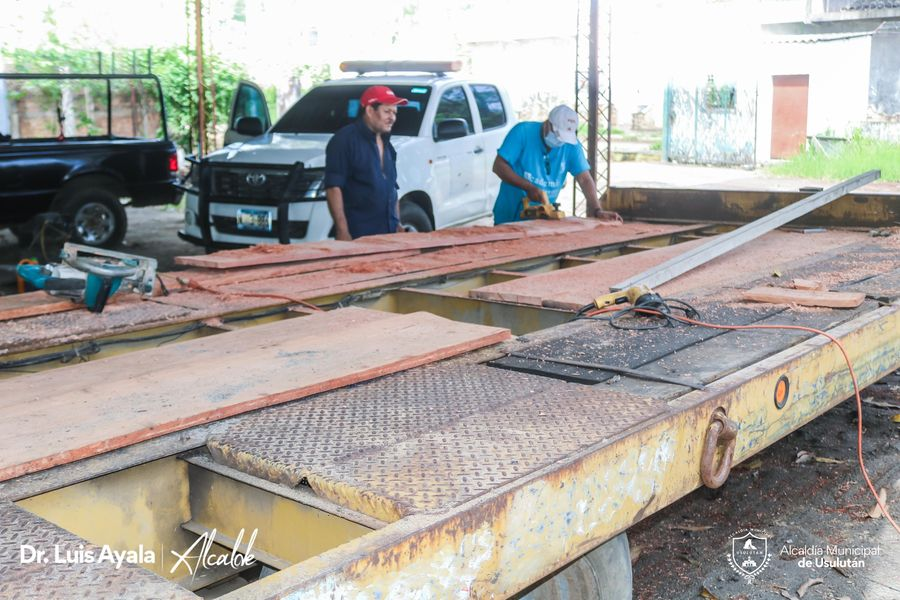 Dr. Luis Ayala
Alcalde
Alcaldía Municipal
de Usulután